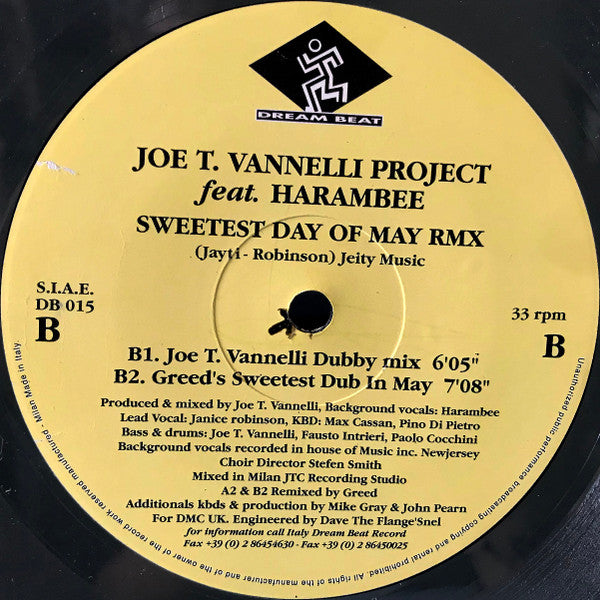 DREAM BEAT
JOE T. VANNELLI PROJECT
feat. HARAMBEE
SWEETEST DAY OF MAY RMX
(Jayti - Robinson) Jeity Music
S.I.A.E.
DB 015
B
33 rpm
B
B1. Joe T. Vannelli Dubby mix 6'05"
B2. Greed's Sweetest Dub In May 7'08"
Produced & mixed by Joe T. Vannelli, Background vocals: Harambee
Lead Vocal: Janice robinson, KBD: Max Cassan, Pino Di Pietro
Bass & drums: Joe T. Vannelli, Fausto Intrieri, Paolo Cocchini
Background vocals recorded in house of Music inc. Newjersey
Choir Director Stefen Smith
Mixed in Milan JTC Recording Studio
A2 & B2 Remixed by Greed
Additionals kbds & production by Mike Gray & John Pearn
For DMC UK. Engineered by Dave The Flange'Snel
for information call Italy Dream Beat Record
Fax +39 (0) 2 86454630 - Fax +39 (0) 2 86450025
Unauthorized public performance broadcasting copying and rental prohibited. All rights of the manufacturer and of the owner of the record work reserved manufactured - Milan Made in Italy.